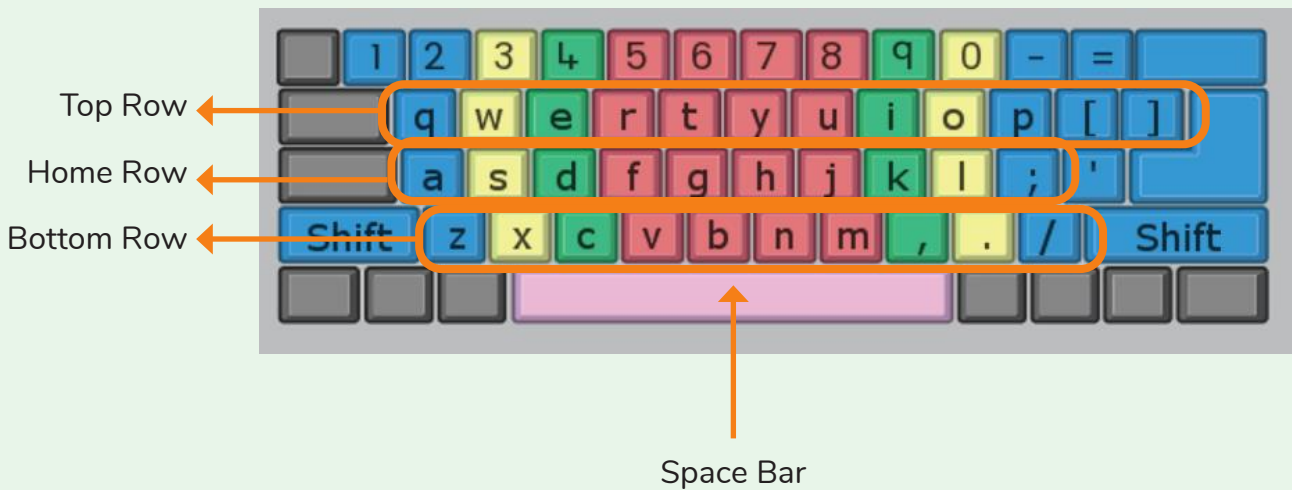 1 2 3 4 5 6 7 8 9 0 - =
Top Row
q w e r t y u i o p [ ]
Home Row
a s d f g h j k l ; '
Bottom Row
Shift z x c v b n m , . / Shift
Space Bar